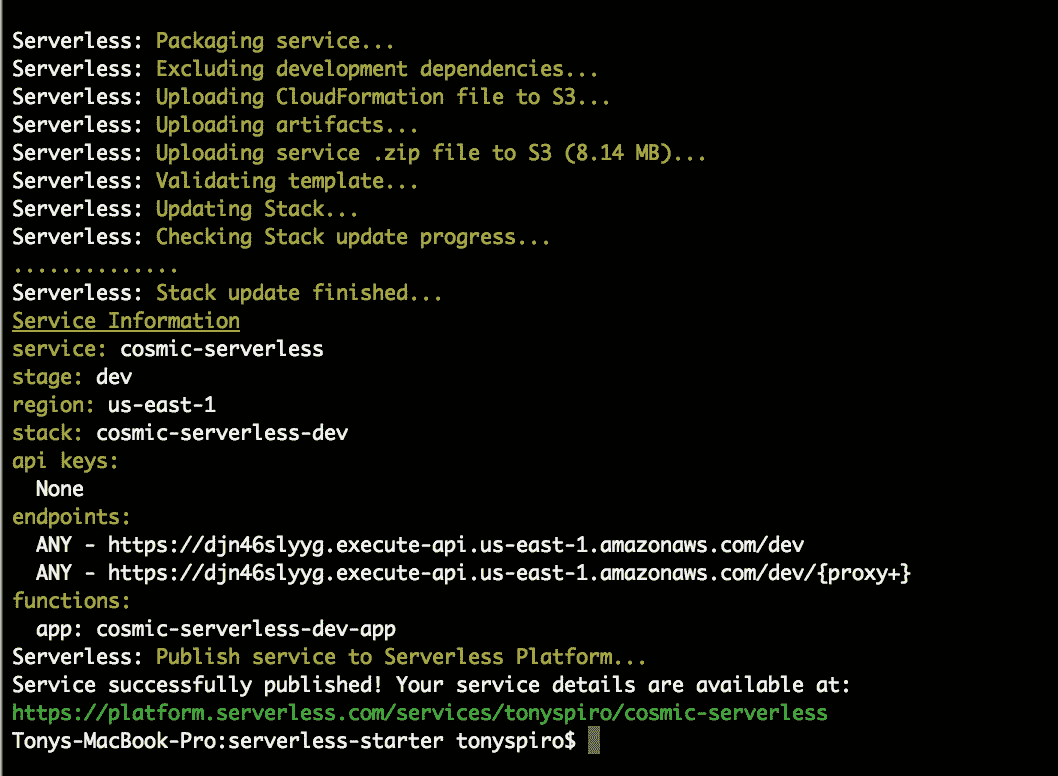 Serverless: Packaging service...
Serverless: Excluding development dependencies...
Serverless: Uploading CloudFormation file to S3...
Serverless: Uploading artifacts...
Serverless: Uploading service .zip file to S3 (8.14 MB)...
Serverless: Validating template...
Serverless: Updating Stack...
Serverless: Checking Stack update progress...
..............
Serverless: Stack update finished...
Service Information
service: cosmic-serverless
stage: dev
region: us-east-1
stack: cosmic-serverless-dev
api keys:
  None
endpoints:
  ANY - https://djn46slyyg.execute-api.us-east-1.amazonaws.com/dev
  ANY - https://djn46slyyg.execute-api.us-east-1.amazonaws.com/dev/{proxy+}
functions:
  app: cosmic-serverless-dev-app
Serverless: Publish service to Serverless Platform...
Service successfully published! Your service details are available at:
https://platform.serverless.com/services/tonyspiro/cosmic-serverless
Tonys-MacBook-Pro:serverless-starter tonyspiro$